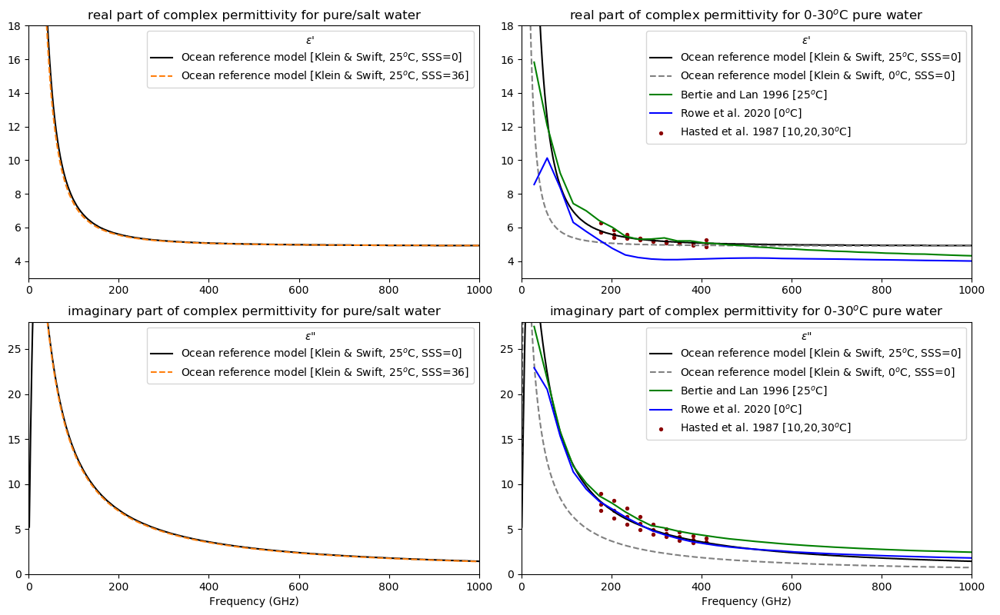 real part of complex permittivity for pure/salt water
18
16
14
12
10
8
6
4
0
200
400
600
800
1000
ε'
Ocean reference model [Klein & Swift, 25°C, SSS=0]
Ocean reference model [Klein & Swift, 25°C, SSS=36]
real part of complex permittivity for 0-30°C pure water
18
16
14
12
10
8
6
4
0
200
400
600
800
1000
ε'
Ocean reference model [Klein & Swift, 25°C, SSS=0]
Ocean reference model [Klein & Swift, 0°C, SSS=0]
Bertie and Lan 1996 [25°C]
Rowe et al. 2020 [0°C]
Hasted et al. 1987 [10,20,30°C]
imaginary part of complex permittivity for pure/salt water
25
20
15
10
5
0
0
200
400
600
800
1000
Frequency (GHz)
ε"
Ocean reference model [Klein & Swift, 25°C, SSS=0]
Ocean reference model [Klein & Swift, 25°C, SSS=36]
imaginary part of complex permittivity for 0-30°C pure water
25
20
15
10
5
0
0
200
400
600
800
1000
Frequency (GHz)
ε"
Ocean reference model [Klein & Swift, 25°C, SSS=0]
Ocean reference model [Klein & Swift, 0°C, SSS=0]
Bertie and Lan 1996 [25°C]
Rowe et al. 2020 [0°C]
Hasted et al. 1987 [10,20,30°C]